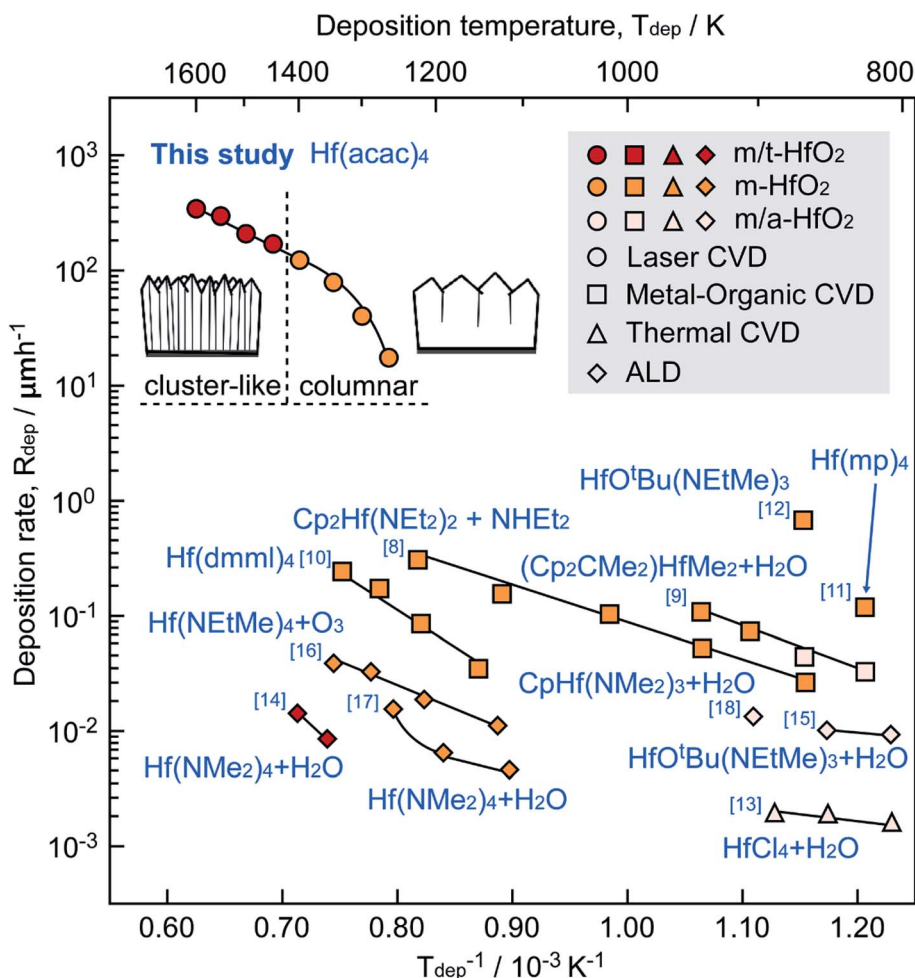 Deposition temperature, Tdep / K
1600 1400 1200 1000 800
Deposition rate, Rdep / μmh⁻¹
10³
10²
10¹
10⁰
10⁻¹
10⁻²
10⁻³
This study Hf(acac)₄
cluster-like columnar
m/t-HfO₂
m-HfO₂
m/a-HfO₂
Laser CVD
Metal-Organic CVD
Thermal CVD
ALD
Hf(mp)₄
HfOᵗBu(NEtMe)₃
[12]
Cp₂Hf(NEt₂)₂ + NHEt₂
[8]
Hf(dmml)₄ [10]
(Cp₂CMe₂)HfMe₂+H₂O
[9]
[11]
Hf(NEtMe)₄+O₃
[16]
CpHf(NMe₂)₃+H₂O
[14]
[17]
[18]
[15]
Hf(NMe₂)₄+H₂O
HfOᵗBu(NEtMe)₃+H₂O
Hf(NMe₂)₄+H₂O
[13]
HfCl₄+H₂O
0.60 0.70 0.80 0.90 1.00 1.10 1.20
Tdep⁻¹ / 10⁻³ K⁻¹